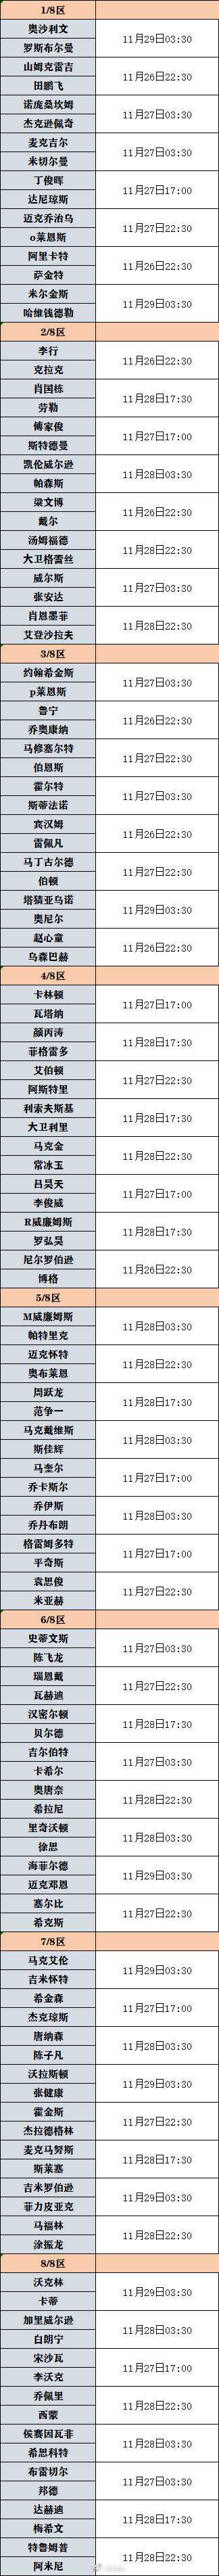 1/8区
奥沙利文
11月29日03:30
罗斯布尔曼
山姆克雷吉
11月26日22:30
田鹏飞
诺庞桑坎姆
11月27日03:30
杰克逊佩奇
麦克吉尔
11月27日03:30
米切尔曼
丁俊晖
11月27日17:00
达尼琼斯
迈克乔治乌
11月27日22:30
o莱恩斯
阿里卡特
11月26日22:30
萨金特
米尔金斯
11月29日03:30
哈维钱德勒
2/8区
李行
11月26日22:30
克拉克
肖国栋
11月28日17:30
劳勒
傅家俊
11月27日17:00
斯特德曼
凯伦威尔逊
11月28日03:30
帕森斯
梁文博
11月26日22:30
戴尔
汤姆福德
11月28日22:30
大卫格蕾丝
威尔斯
11月27日03:30
张安达
肖恩墨菲
11月28日22:30
艾登沙拉夫
3/8区
约翰希金斯
11月27日03:30
p莱恩斯
鲁宁
11月26日22:30
乔奥康纳
马修塞尔特
11月27日22:30
伯恩斯
霍尔特
11月27日03:30
斯蒂法诺
宾汉姆
11月26日22:30
雷佩凡
马丁古尔德
11月27日22:30
伯顿
塔猜亚乌诺
11月29日03:30
奥尼尔
赵心童
11月26日22:30
乌森巴赫
4/8区
卡林顿
11月27日17:00
瓦塔纳
颜丙涛
11月28日17:30
菲格雷多
艾伯顿
11月27日22:30
阿斯特里
利索夫斯基
11月28日17:30
大卫利里
马克金
11月28日22:30
常冰玉
吕昊天
11月27日17:00
李俊威
R威廉姆斯
11月28日17:30
罗弘昊
尼尔罗伯逊
11月26日22:30
博格
5/8区
M威廉姆斯
11月28日03:30
帕特里克
迈克怀特
11月28日22:30
奥布莱恩
周跃龙
11月28日17:30
范争一
马克戴维斯
11月28日03:30
斯佳辉
马奎尔
11月27日17:00
乔卡斯尔
乔伊斯
11月28日03:30
乔丹布朗
格雷姆多特
11月27日17:00
平奇斯
袁思俊
11月27日22:30
米亚赫
6/8区
史蒂文斯
11月27日03:30
陈飞龙
瑞恩戴
11月27日22:30
瓦赫迪
汉密尔顿
11月28日17:30
贝尔德
吉尔伯特
11月27日03:30
卡希尔
奥唐奈
11月28日22:30
希拉尼
里奇沃顿
11月28日03:30
徐思
海菲尔德
11月29日03:30
迈克邓恩
塞尔比
11月27日22:30
希克斯
7/8区
马克艾伦
11月29日03:30
吉米怀特
希金森
11月27日17:00
杰克琼斯
唐纳森
11月28日03:30
陈子凡
沃拉斯顿
11月29日03:30
张健康
霍金斯
11月27日22:30
杰拉德格林
麦克马努斯
11月28日17:30
斯莱塞
吉米罗伯逊
11月29日03:30
菲力皮亚克
马福林
11月28日22:30
涂振龙
8/8区
沃克林
11月29日03:30
卡蒂
加里威尔逊
11月28日03:30
白朗宁
宋沙瓦
11月27日17:00
李沃克
乔佩里
11月28日22:30
西蒙
侯赛因瓦非
11月28日03:30
希思科特
布雷切尔
11月27日03:30
邦德
达赫迪
11月28日17:30
梅希文
特鲁姆普
11月28日22:30
阿米尼